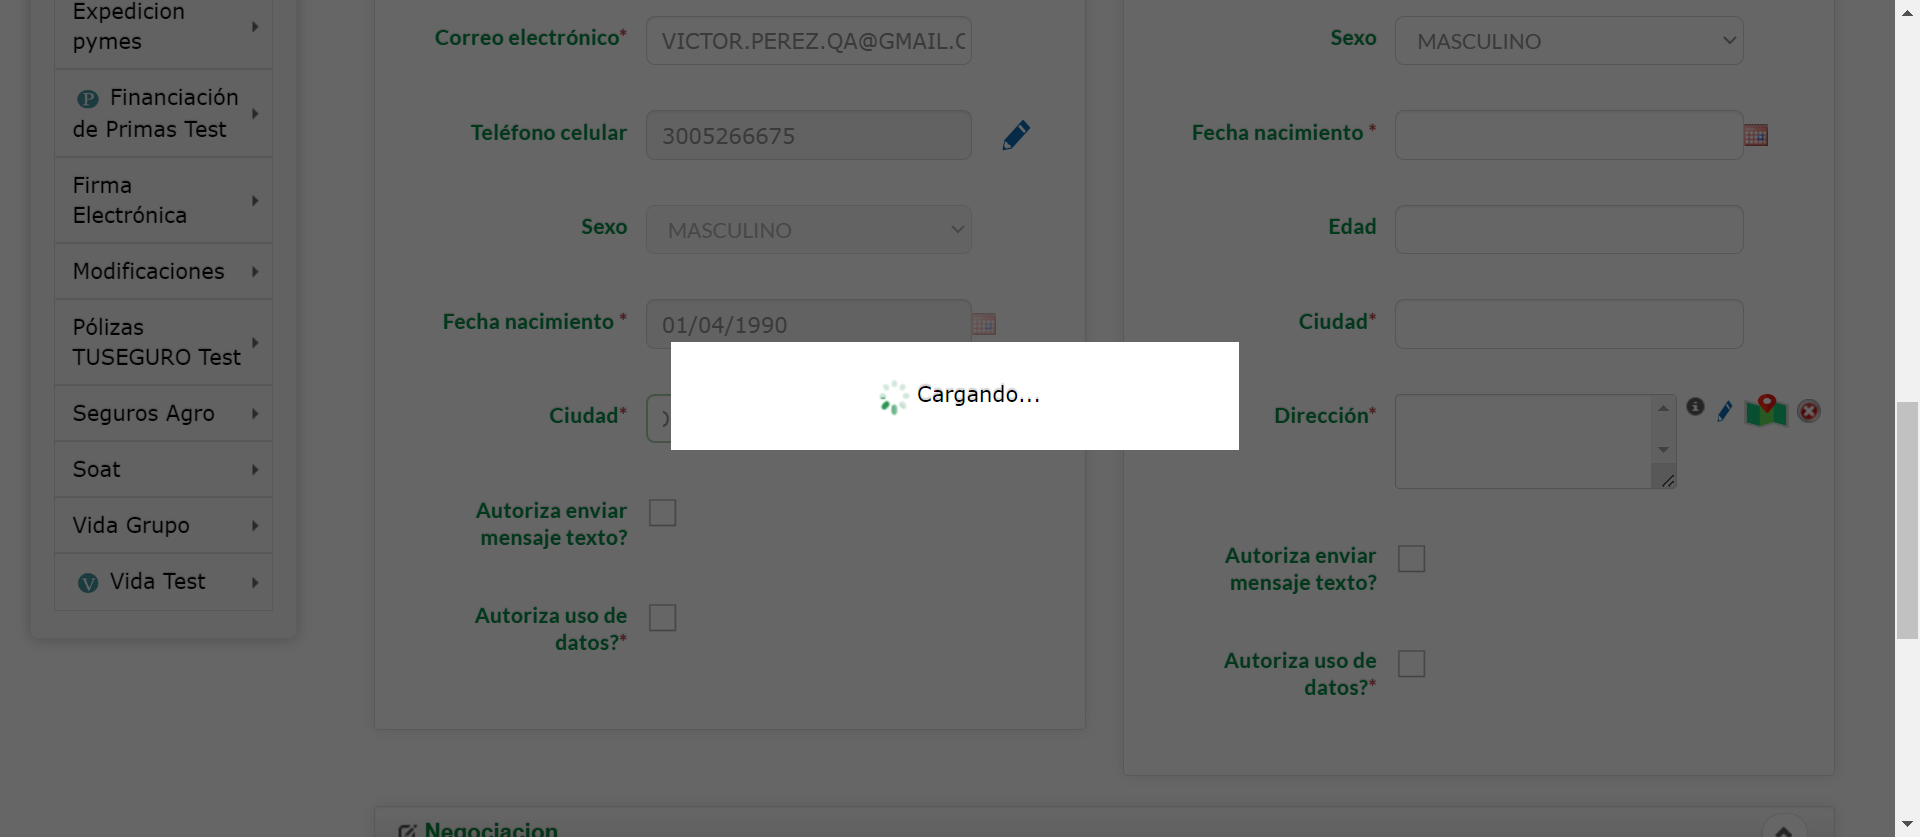 Expedicion
pymes
P Financiación
de Primas Test
Firma
Electrónica
Modificaciones
Pólizas
TUSEGURO Test
Seguros Agro
Soat
Vida Grupo
V Vida Test
Correo electrónico*
VICTOR.PEREZ.QA@GMAIL.C
Teléfono celular
3005266675
Sexo
MASCULINO
Fecha nacimiento *
01/04/1990
Ciudad*
Autoriza enviar
mensaje texto?
Autoriza uso de
datos?*
Cargando...
Sexo
MASCULINO
Fecha nacimiento *
Edad
Ciudad*
Dirección*
Autoriza enviar
mensaje texto?
Autoriza uso de
datos?*
Negociacion